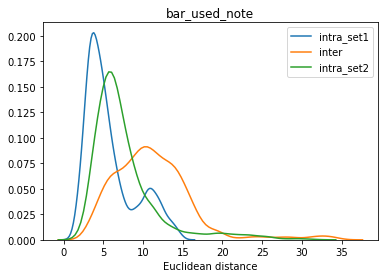 bar_used_note
intra_set1
inter
intra_set2
0.200
0.175
0.150
0.125
0.100
0.075
0.050
0.025
0.000
0 5 10 15 20 25 30 35
Euclidean distance